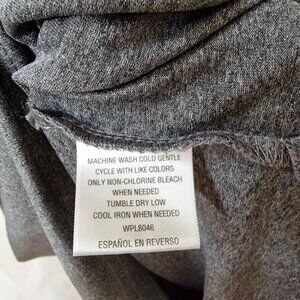 MACHINE WASH COLD GENTLE
CYCLE WITH LIKE COLORS
ONLY NON-CHLORINE BLEACH
WHEN NEEDED
TUMBLE DRY LOW
COOL IRON WHEN NEEDED
WPL8046
ESPAÑOL EN REVERSO